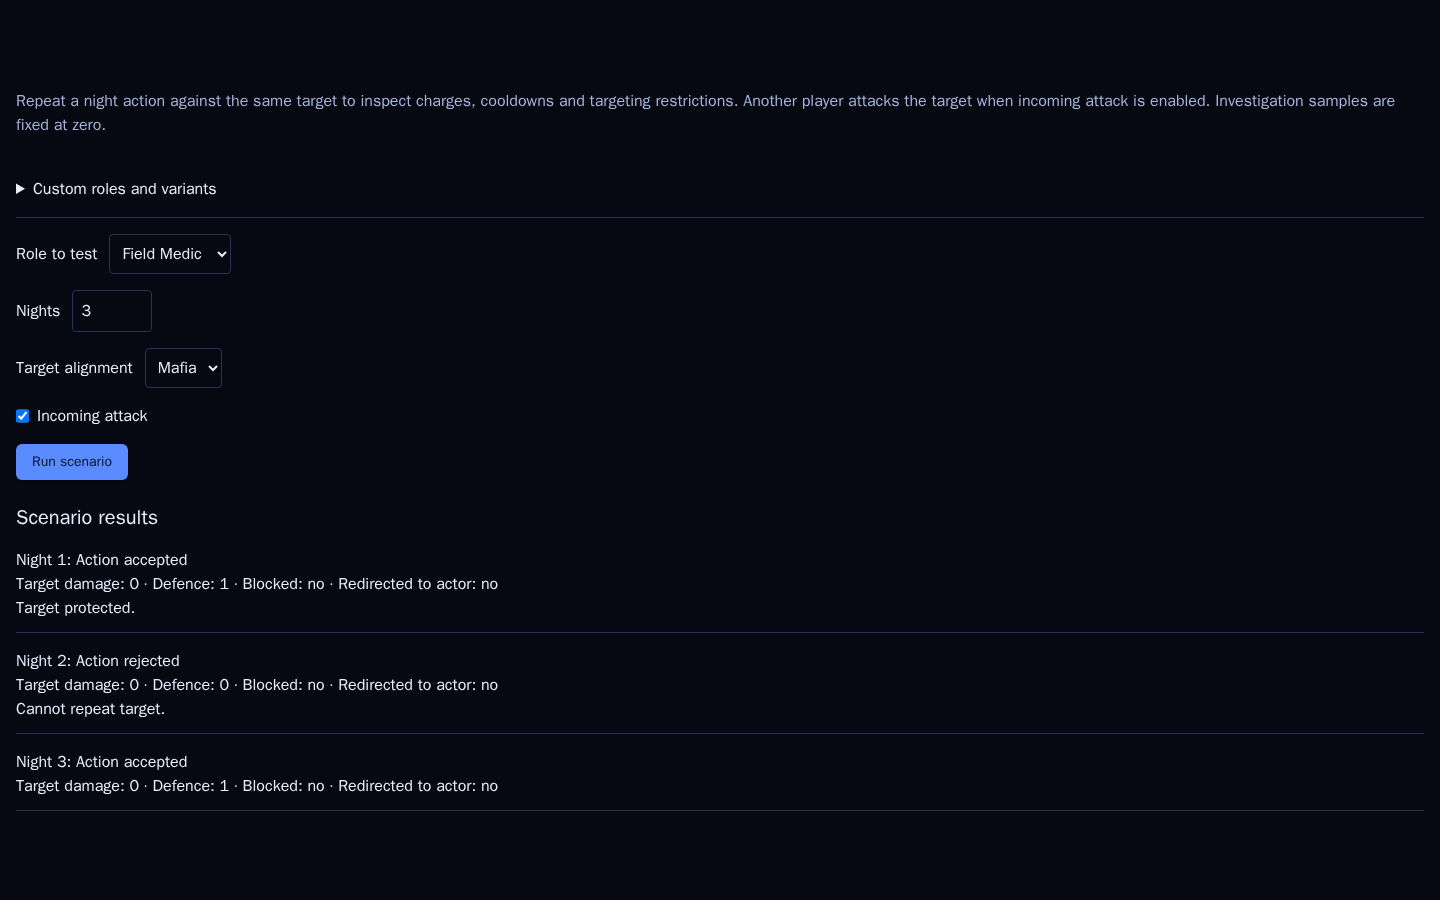 Repeat a night action against the same target to inspect charges, cooldowns and targeting restrictions. Another player attacks the target when incoming attack is enabled. Investigation samples are
fixed at zero.
Custom roles and variants
Role to test Field Medic
Nights 3
Target alignment Mafia
Incoming attack
Run scenario
Scenario results
Night 1: Action accepted
Target damage: 0 · Defence: 1 · Blocked: no · Redirected to actor: no
Target protected.
Night 2: Action rejected
Target damage: 0 · Defence: 0 · Blocked: no · Redirected to actor: no
Cannot repeat target.
Night 3: Action accepted
Target damage: 0 · Defence: 1 · Blocked: no · Redirected to actor: no